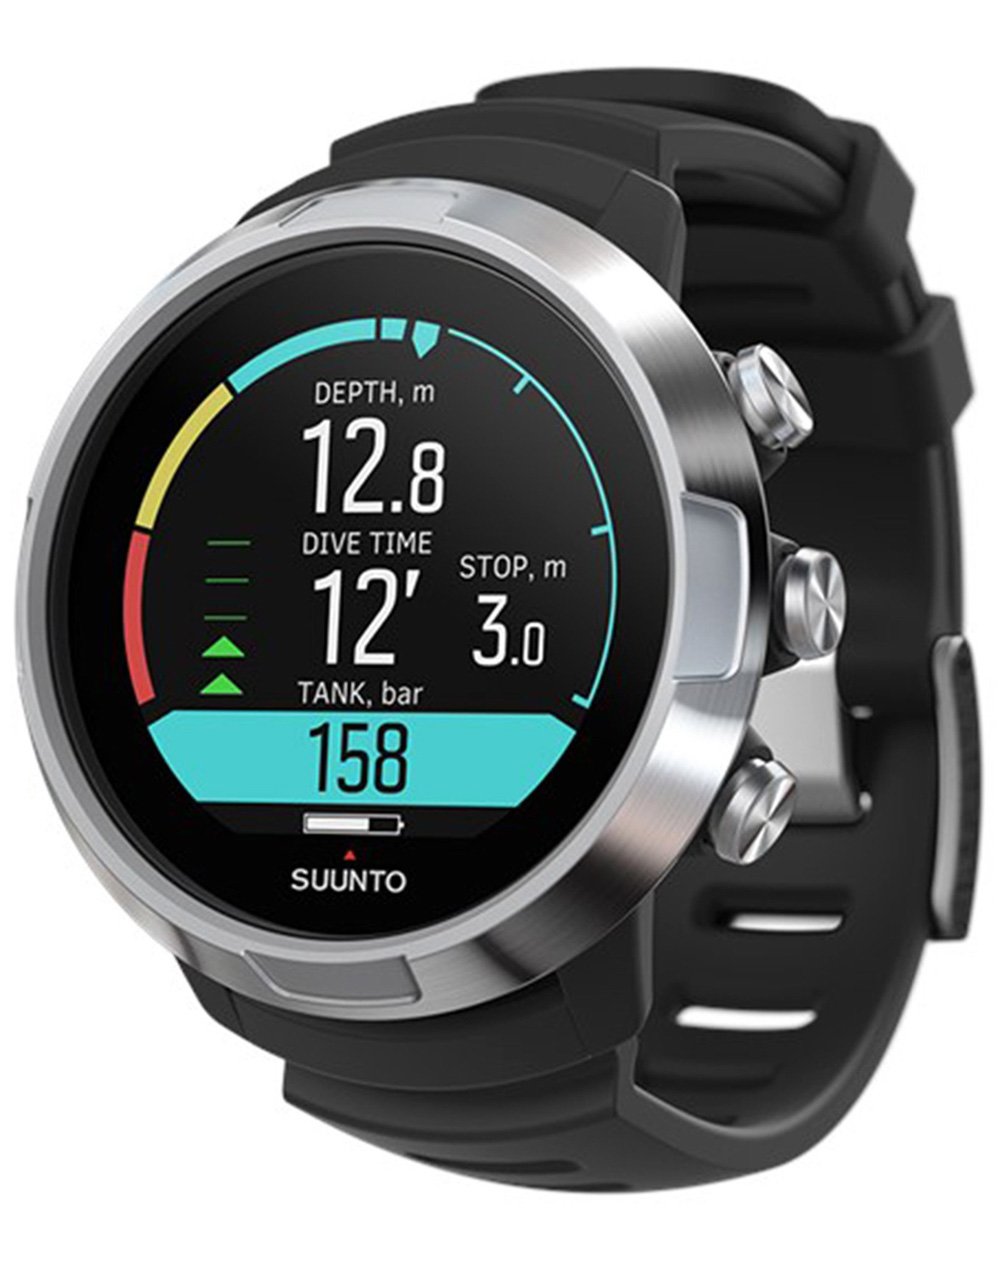 DEPTH, m
12.8
DIVE TIME
12'
STOP, m
3.0
TANK, bar
158
SUUNTO